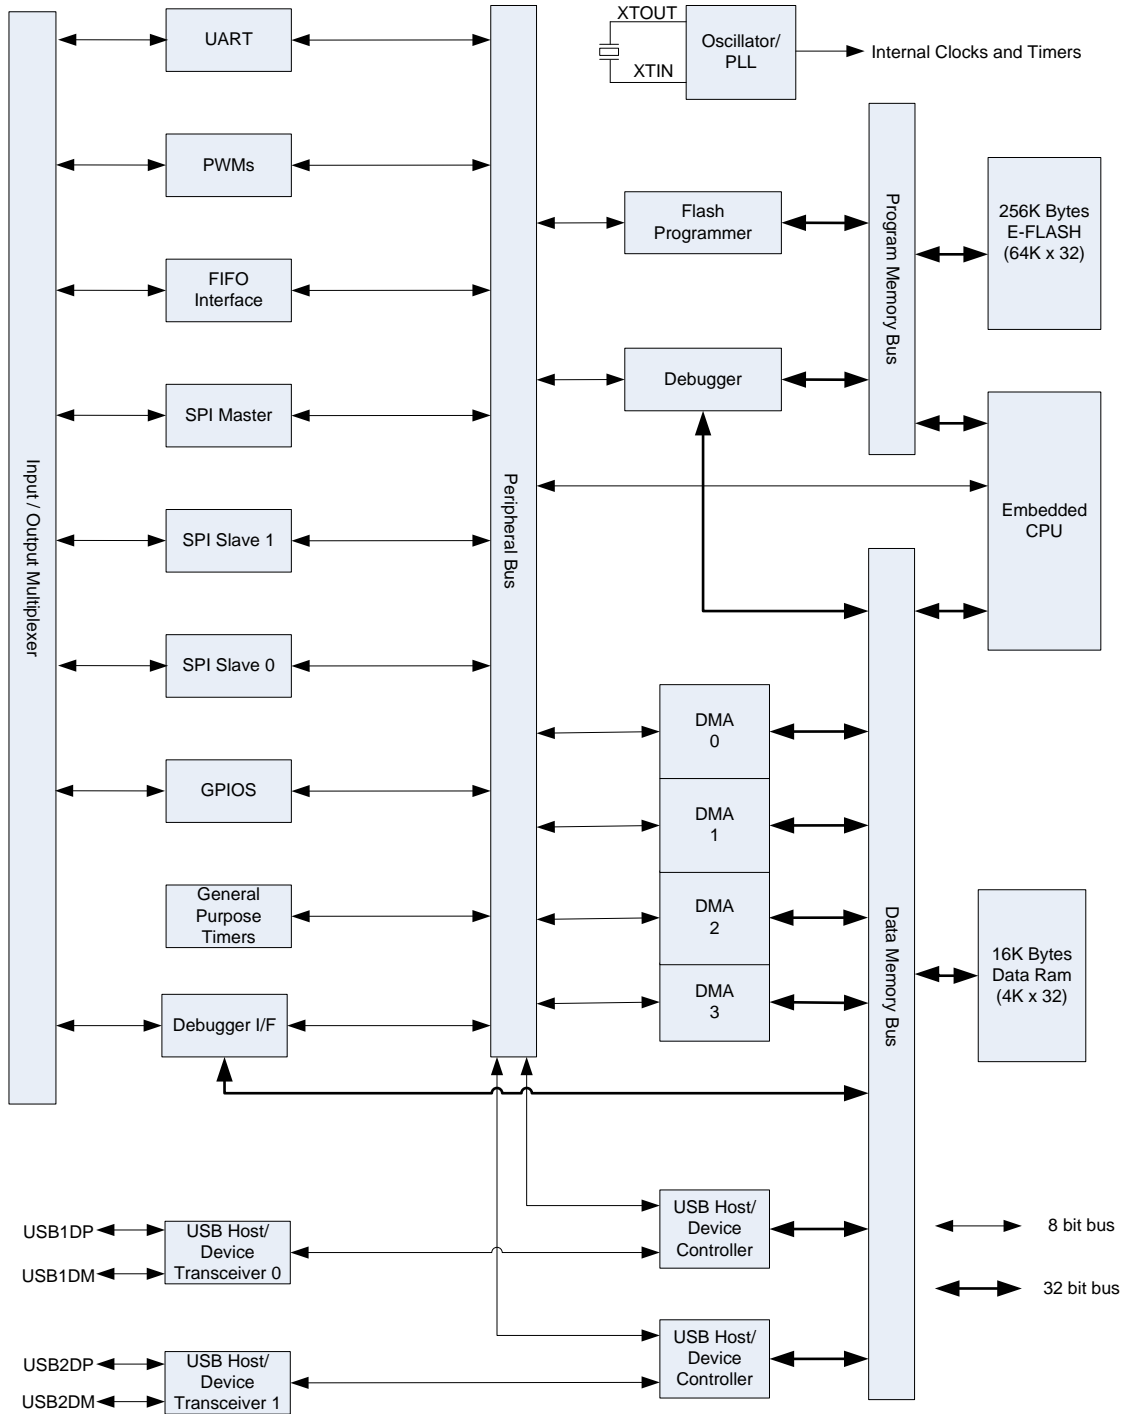 UART
PWMs
FIFO
Interface
SPI Master
SPI Slave 1
SPI Slave 0
GPIOS
General
Purpose
Timers
Debugger I/F
Input / Output Multiplexer
Peripheral Bus
XTOUT
XTIN
Oscillator/
PLL
Internal Clocks and Timers
Flash
Programmer
Debugger
Program Memory Bus
256K Bytes
E-FLASH
(64K x 32)
Embedded
CPU
DMA
0
DMA
1
DMA
2
DMA
3
Data Memory Bus
16K Bytes
Data Ram
(4K x 32)
USB1DP
USB1DM
USB Host/
Device
Transceiver 0
USB Host/
Device
Controller
USB2DP
USB2DM
USB Host/
Device
Transceiver 1
USB Host/
Device
Controller
8 bit bus
32 bit bus